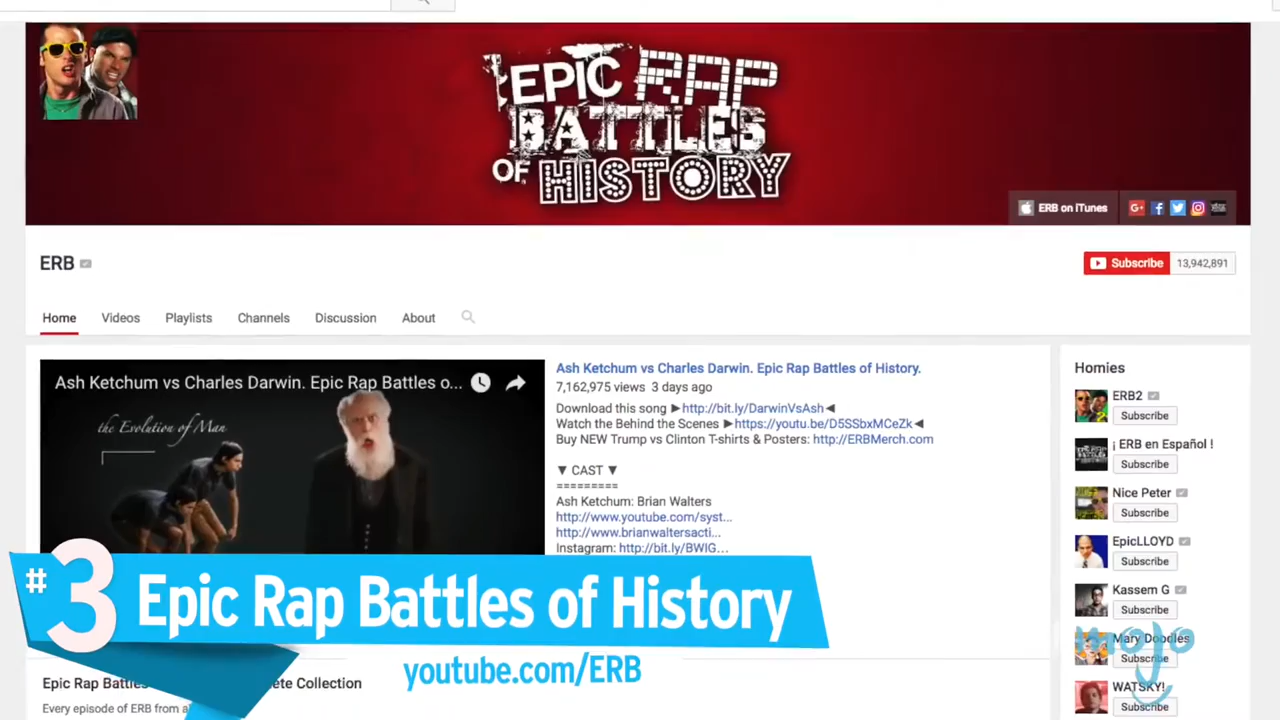 EPIC RAP
BATTLES
OF HISTORY
ERB on iTunes
ERB
Subscribe 13,942,891
Home Videos Playlists Channels Discussion About
Ash Ketchum vs Charles Darwin. Epic Rap Battles o...
the Evolution of Man
Ash Ketchum vs Charles Darwin. Epic Rap Battles of History.
7,162,975 views 3 days ago
Download this song ►http://bit.ly/DarwinVsAsh◄
Watch the Behind the Scenes ►https://youtu.be/D5SSbxMCeZk◄
Buy NEW Trump vs Clinton T-shirts & Posters: http://ERBMerch.com
▼ CAST ▼
=========
Ash Ketchum: Brian Walters
http://www.youtube.com/syst...
http://www.brianwaltersacti...
Instagram: http://bit.ly/BWIG...
Homies
ERB2
Subscribe
¡ ERB en Español !
Subscribe
Nice Peter
Subscribe
EpicLLOYD
Subscribe
Kassem G
Subscribe
Mary Doodles
Subscribe
WATSKY!
Subscribe
#3 Epic Rap Battles of History
youtube.com/ERB
mojo
Epic Rap Battles ete Collection
Every episode of ERB from